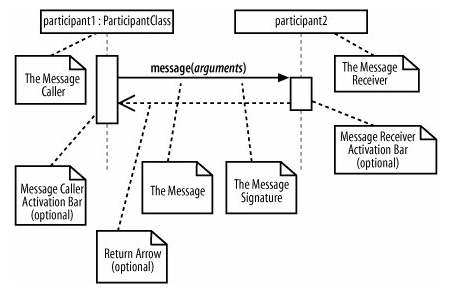 participant1 : ParticipantClass
participant2
The Message
Caller
message(arguments)
The Message
Receiver
Message Caller
Activation Bar
(optional)
The Message
The Message
Signature
Message Receiver
Activation Bar
(optional)
Return Arrow
(optional)